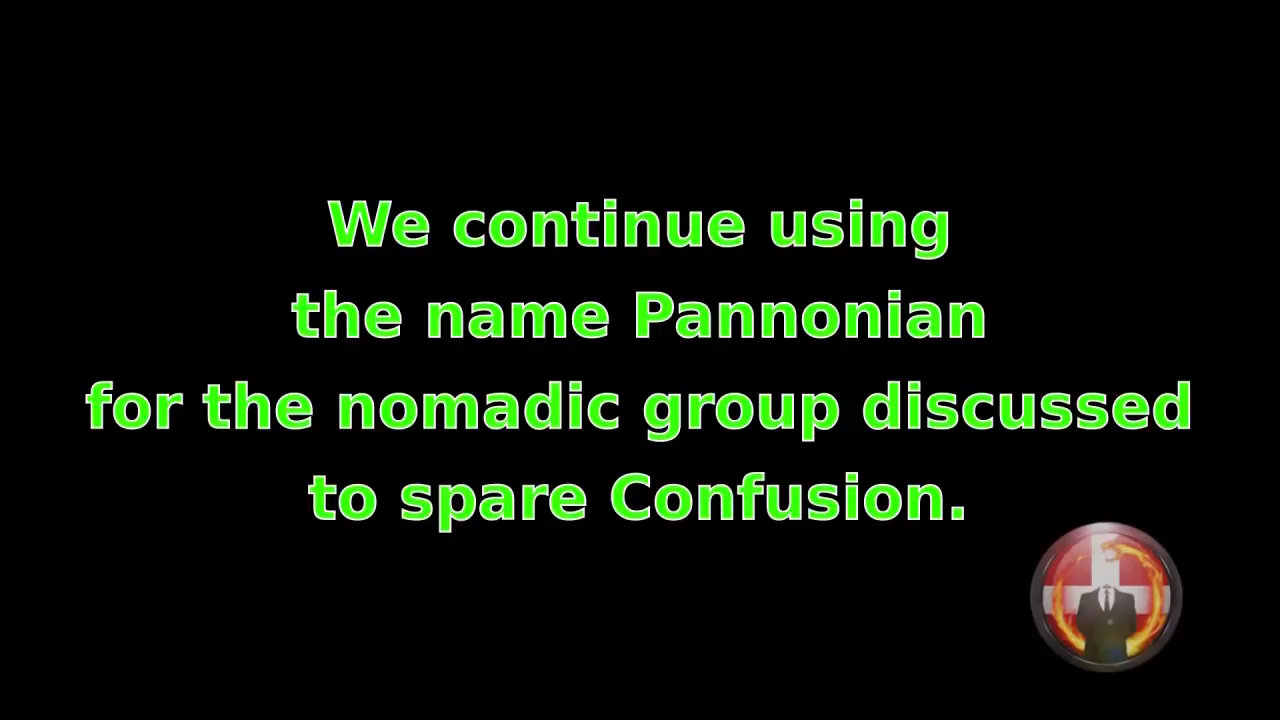 We continue using
the name Pannonian
for the nomadic group discussed
to spare Confusion.